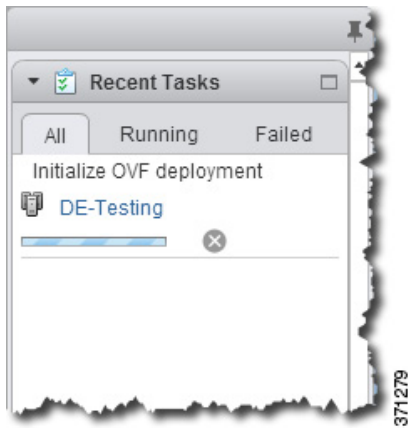 Recent Tasks
All Running Failed
Initialize OVF deployment
DE-Testing
371279